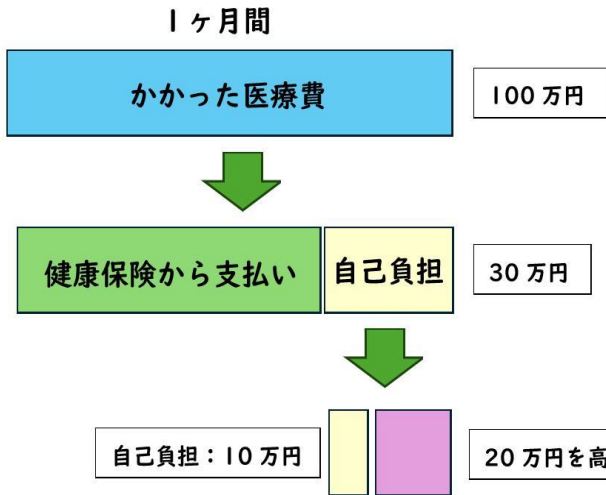 1ヶ月間
かかった医療費
100万円
健康保険から支払い
自己負担
30万円
自己負担：10万円
20万円を高